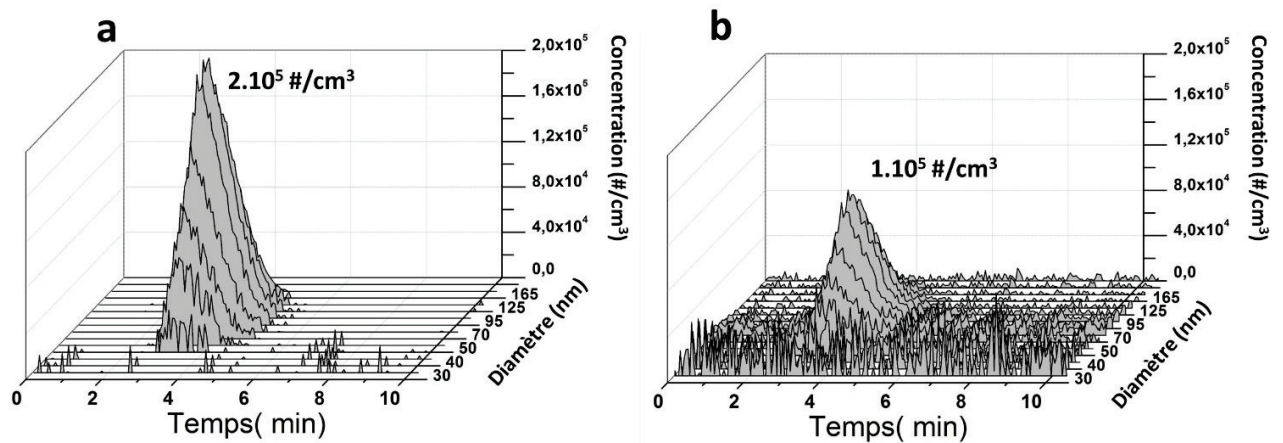 a
2.10⁵ #/cm³
2,0x10⁵
1,6x10⁵
1,2x10⁵
8,0x10⁴
4,0x10⁴
0,0
Concentration (#/cm³)
165
125
95
70
50
40
30
Diamètre (nm)
0 2 4 6 8 10
Temps( min)
b
1.10⁵ #/cm³
2,0x10⁵
1,6x10⁵
1,2x10⁵
8,0x10⁴
4,0x10⁴
0,0
Concentration (#/cm³)
165
125
95
70
50
40
30
Diamètre (nm)
0 2 4 6 8 10
Temps( min)